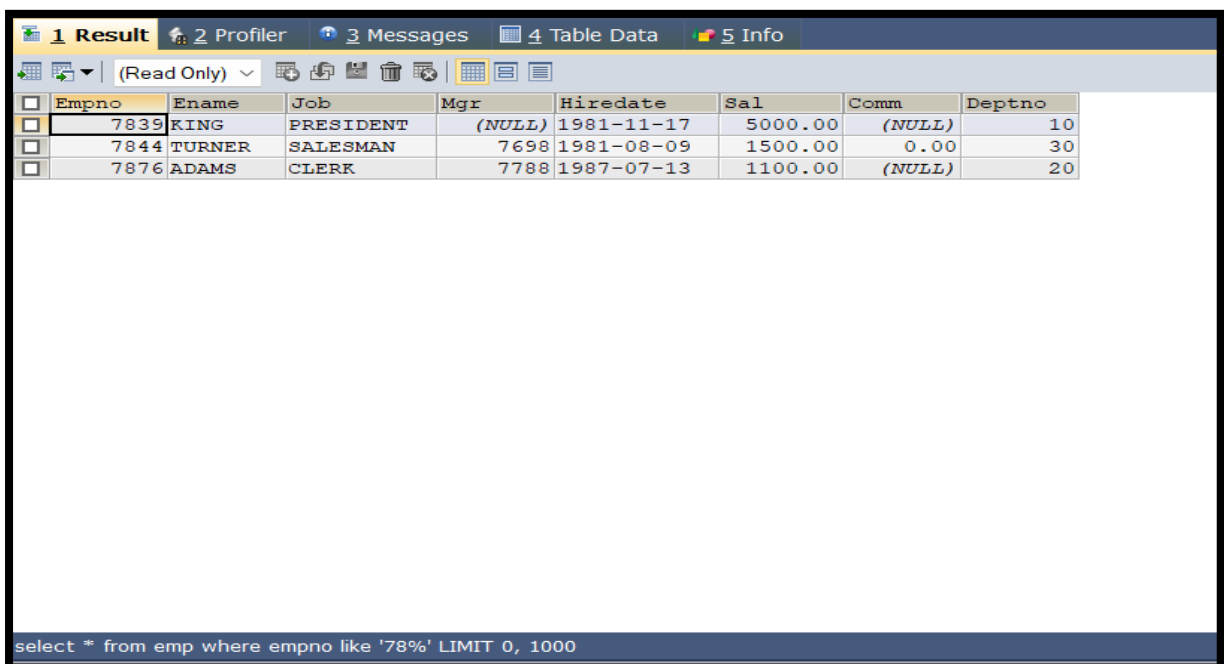 1 Result 2 Profiler 3 Messages 4 Table Data 5 Info
(Read Only)
Empno Ename Job Mgr Hiredate Sal Comm Deptno
7839 KING PRESIDENT (NULL) 1981-11-17 5000.00 (NULL) 10
7844 TURNER SALESMAN 7698 1981-08-09 1500.00 0.00 30
7876 ADAMS CLERK 7788 1987-07-13 1100.00 (NULL) 20
select * from emp where empno like '78%' LIMIT 0, 1000